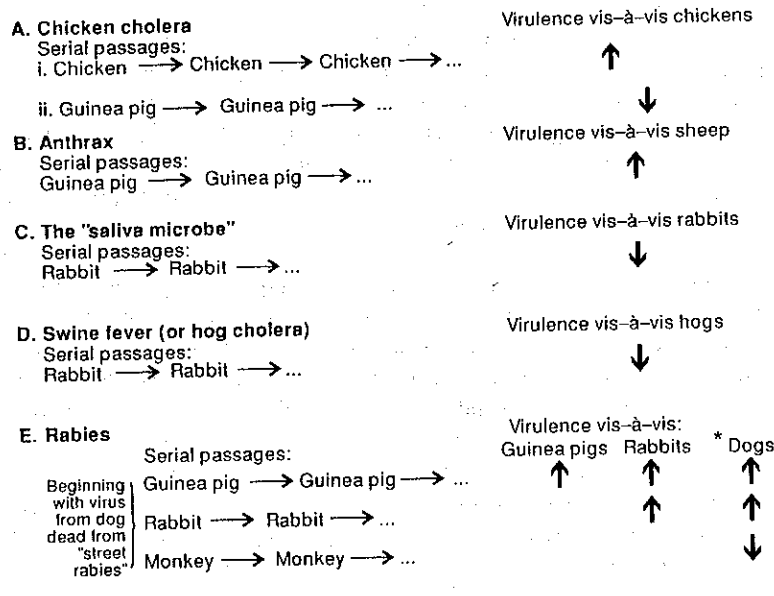 A. Chicken cholera
Virulence vis–à–vis chickens
Serial passages:
i. Chicken → Chicken → Chicken → ...
↑
ii. Guinea pig → Guinea pig → ...
↓
B. Anthrax
Virulence vis–à–vis sheep
Serial passages:
Guinea pig → Guinea pig → ...
↑
C. The "saliva microbe"
Virulence vis–à–vis rabbits
Serial passages:
Rabbit → Rabbit → ...
↓
D. Swine fever (or hog cholera)
Virulence vis–à–vis hogs
Serial passages:
Rabbit → Rabbit → ...
↓
E. Rabies
Virulence vis–à–vis:
Guinea pigs Rabbits * Dogs
Serial passages:
Beginning
with virus
from dog
dead from
"street
rabies"
Guinea pig → Guinea pig → ...
↑ ↑ ↑
Rabbit → Rabbit → ...
↑ ↑
Monkey → Monkey → ...
↓